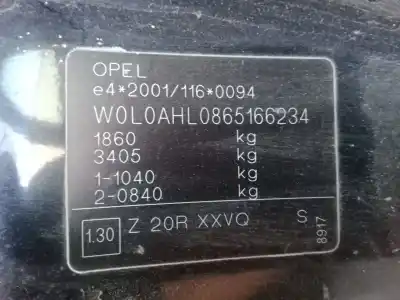 OPEL
e4*2001/116*0094
W0L0AHL0865166234
1860 kg
3405 kg
1-1040 kg
2-0840 kg
1.30 Z 20R XXVQ S
8917